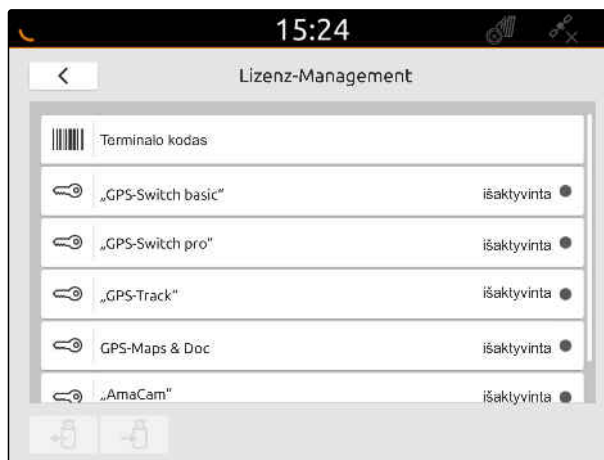 15:24
Lizenz-Management
Terminalo kodas
„GPS-Switch basic“ išaktyvinta
„GPS-Switch pro“ išaktyvinta
„GPS-Track“ išaktyvinta
GPS-Maps & Doc išaktyvinta
„AmaCam“ išaktyvinta